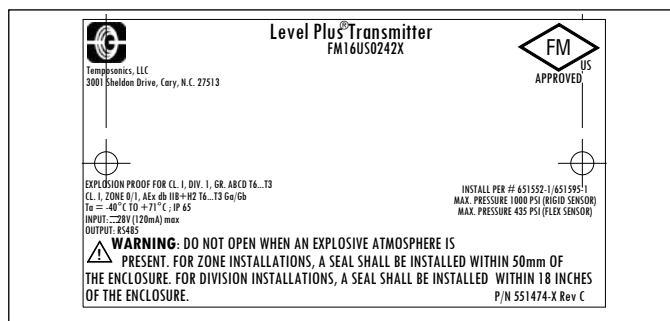 Level Plus® Transmitter
FM16US0242X
FM
US
APPROVED
Temposonics, LLC
3001 Sheldon Drive, Cary, N.C. 27513
EXPLOSION PROOF FOR CL. I, DIV. 1, GR. ABCD T6...T3
CL. I, ZONE 0/1, AEx db IIB+H2 T6...T3 Ga/Gb
Ta = -40°C TO +71°C ; IP 65
INPUT: ⎓28V (120mA) max
OUTPUT: RS485
INSTALL PER # 651552-1/651595-1
MAX. PRESSURE 1000 PSI (RIGID SENSOR)
MAX. PRESSURE 435 PSI (FLEX SENSOR)
WARNING: DO NOT OPEN WHEN AN EXPLOSIVE ATMOSPHERE IS
PRESENT. FOR ZONE INSTALLATIONS, A SEAL SHALL BE INSTALLED WITHIN 50mm OF
THE ENCLOSURE. FOR DIVISION INSTALLATIONS, A SEAL SHALL BE INSTALLED WITHIN 18 INCHES
OF THE ENCLOSURE.
P/N 551474-X Rev C